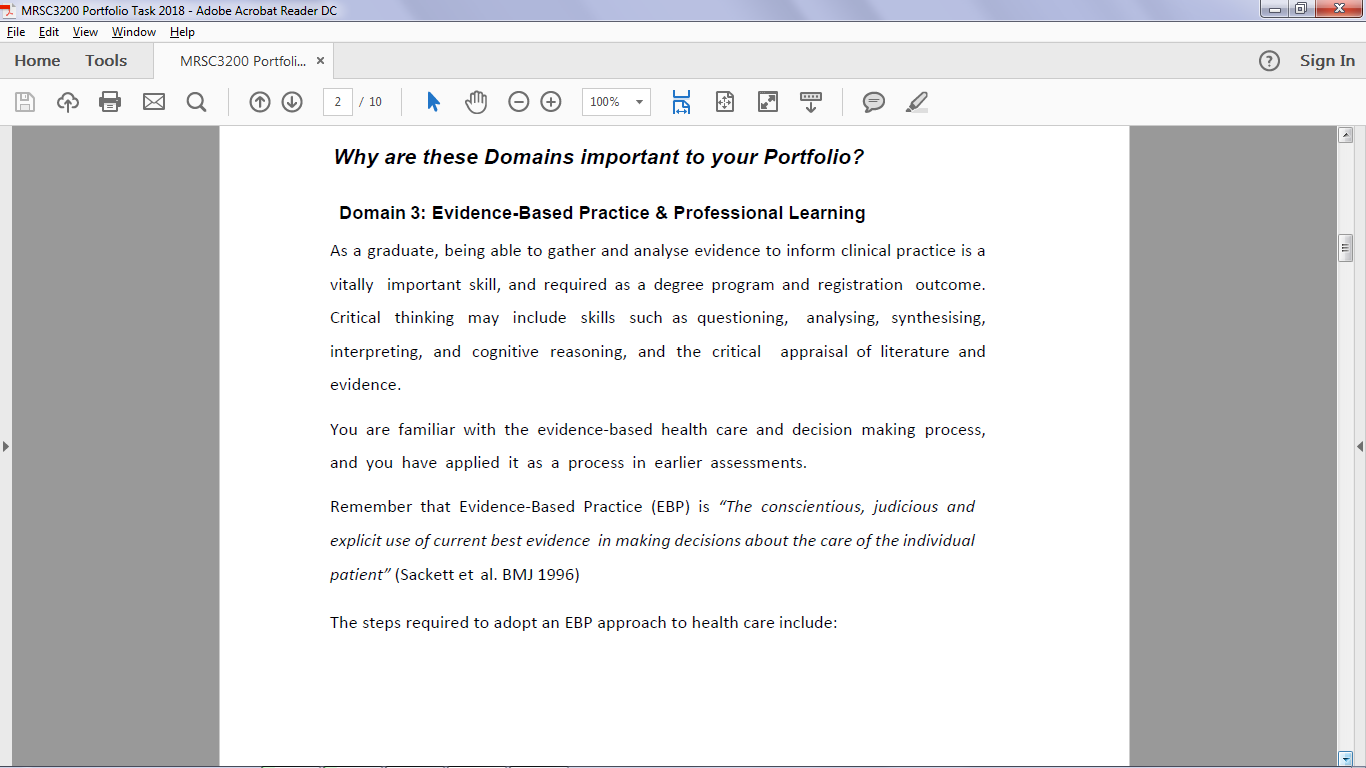 MRSC3200 Portfolio Task 2018 - Adobe Acrobat Reader DC
File Edit View Window Help
Home Tools MRSC3200 Portfoli... × ? Sign In
2 / 10 100%
Why are these Domains important to your Portfolio?
Domain 3: Evidence-Based Practice & Professional Learning
As a graduate, being able to gather and analyse evidence to inform clinical practice is a
vitally important skill, and required as a degree program and registration outcome.
Critical thinking may include skills such as questioning, analysing, synthesising,
interpreting, and cognitive reasoning, and the critical appraisal of literature and
evidence.
You are familiar with the evidence-based health care and decision making process,
and you have applied it as a process in earlier assessments.
Remember that Evidence-Based Practice (EBP) is “The conscientious, judicious and
explicit use of current best evidence in making decisions about the care of the individual
patient” (Sackett et al. BMJ 1996)
The steps required to adopt an EBP approach to health care include: